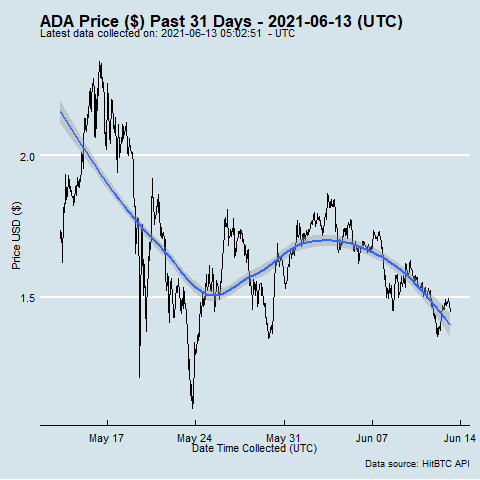 ADA Price ($) Past 31 Days - 2021-06-13 (UTC)
Latest data collected on: 2021-06-13 05:02:51  - UTC
2.0
1.5
Price USD ($)
May 17
May 24
May 31
Jun 07
Jun 14
Date Time Collected (UTC)
Data source: HitBTC API